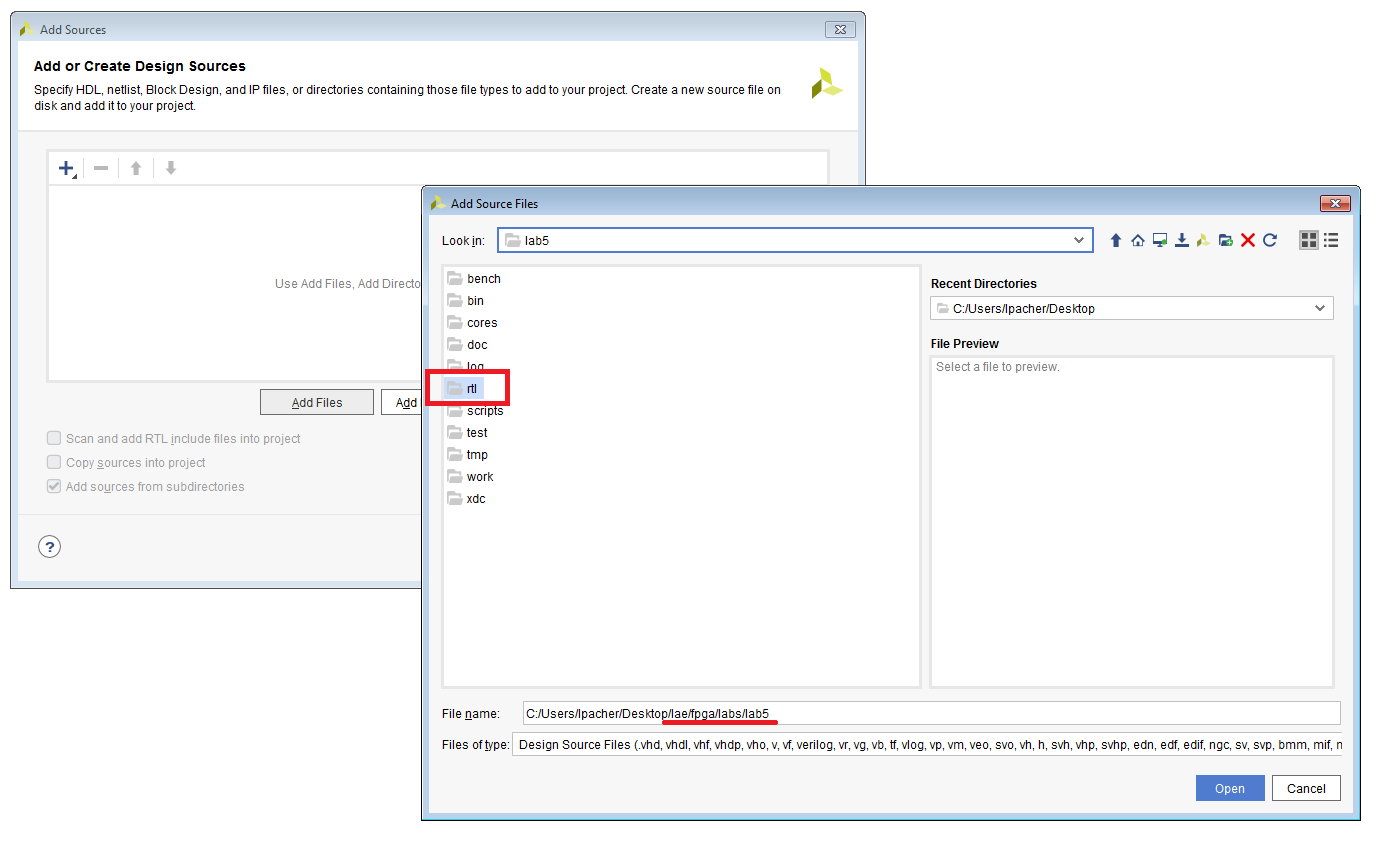 Add Sources
Add or Create Design Sources
Specify HDL, netlist, Block Design, and IP files, or directories containing those file types to add to your project. Create a new source file on
disk and add it to your project.
Use Add Files, Add Directo
Add Files
Add
Scan and add RTL include files into project
Copy sources into project
Add sources from subdirectories
?
Add Source Files
Look in:
lab5
bench
bin
cores
doc
log
rtl
scripts
test
tmp
work
xdc
Recent Directories
C:/Users/lpacher/Desktop
File Preview
Select a file to preview.
File name:
C:/Users/lpacher/Desktop/lae/fpga/labs/lab5
Files of type:
Design Source Files (.vhd, vhdl, vhf, vhdp, vho, v, vf, verilog, vr, vg, vb, tf, vlog, vp, vm, veo, svo, vh, h, svh, vhp, svhp, edn, edf, edif, ngc, sv, svp, bmm, mif, n
Open
Cancel